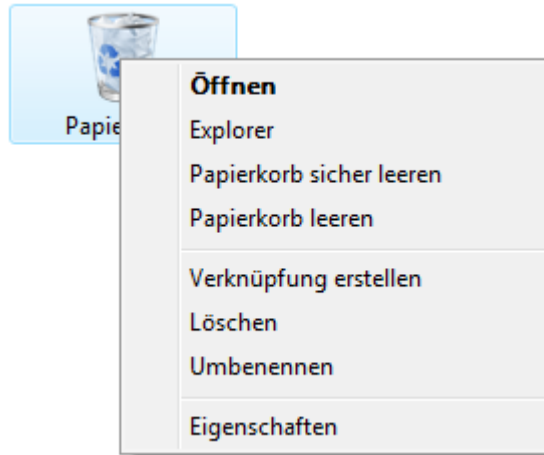 Papie
Öffnen
Explorer
Papierkorb sicher leeren
Papierkorb leeren
Verknüpfung erstellen
Löschen
Umbenennen
Eigenschaften